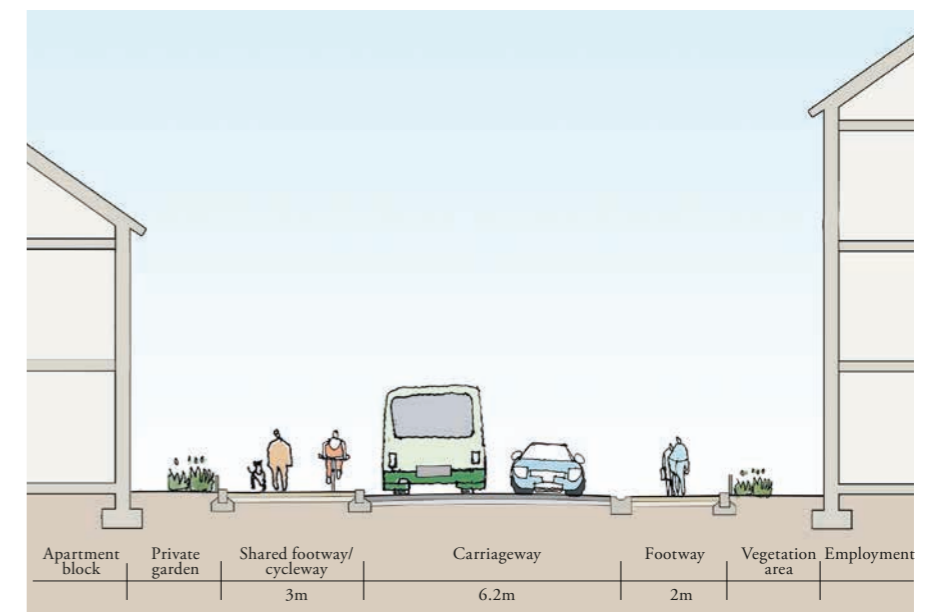 Apartment
block
Private
garden
Shared footway/
cycleway
Carriageway
Footway
Vegetation
area
Employment
3m
6.2m
2m